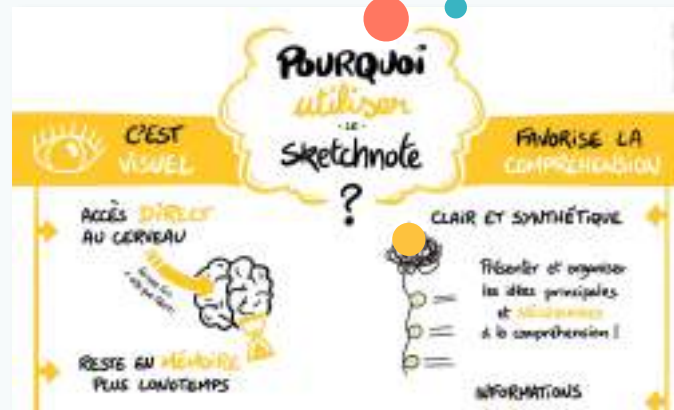 POURQUOI
utiliser
- LE -
Sketchnote
?
C'EST
VISUEL
ACCÈS DIRECT
AU CERVEAU
RESTE EN MÉMOIRE
PLUS LONGTEMPS
FAVORISE LA
COMPRÉHENSION
CLAIR ET SYNTHÉTIQUE
Présenter et organiser
les idées principales
et nécessaires
à la compréhension !
INFORMATIONS